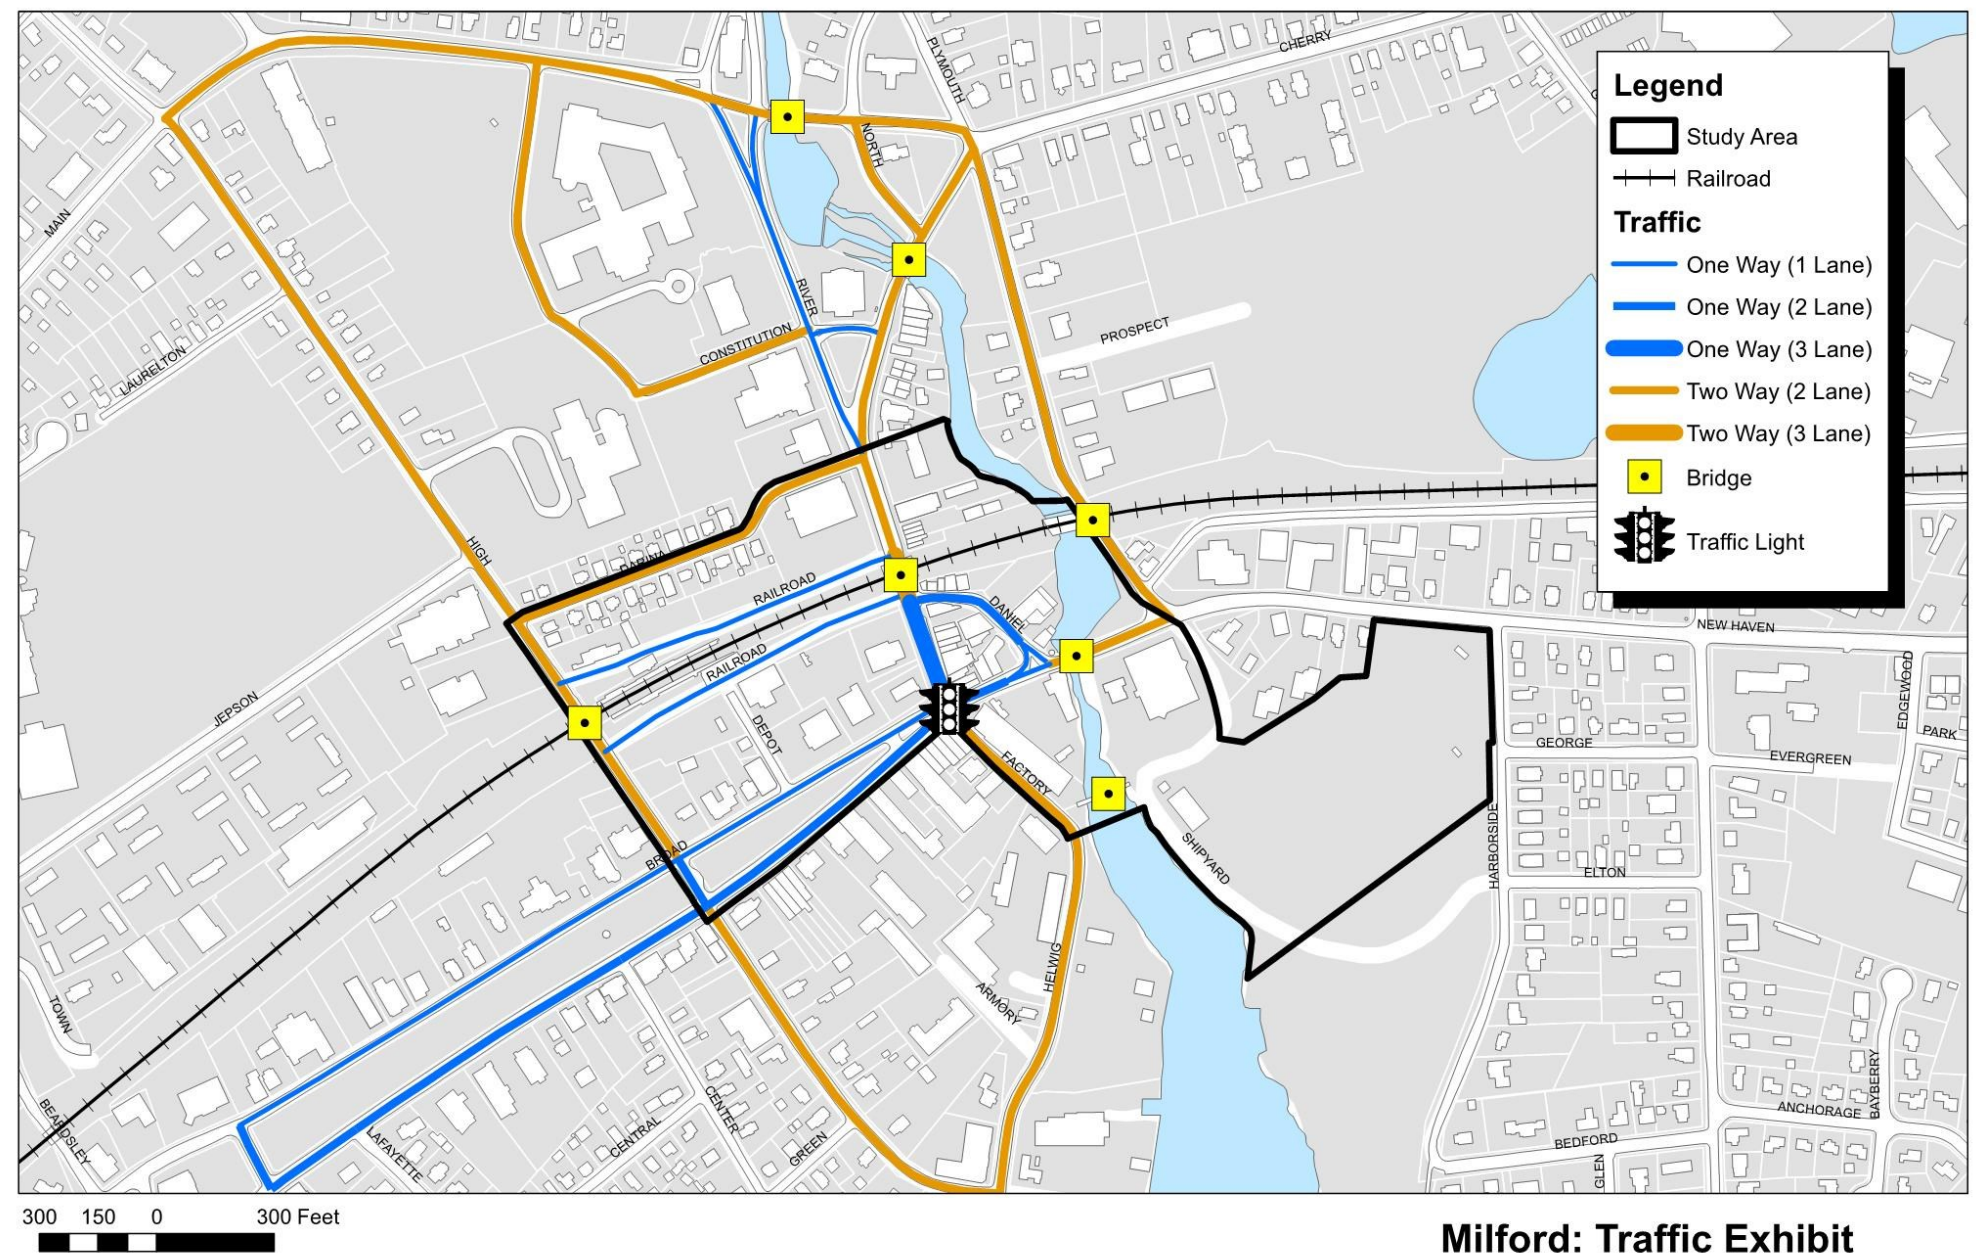 PLYMOUTH
CHERRY
Legend
Study Area
Railroad
Traffic
One Way (1 Lane)
One Way (2 Lane)
One Way (3 Lane)
Two Way (2 Lane)
Two Way (3 Lane)
Bridge
Traffic Light
NORTH
MAIN
RIVER
PROSPECT
CONSTITUTION
LAURELTON
HIGH
DARINA
RAILROAD
DANIEL
NEW HAVEN
RAILROAD
EDGEWOOD
JEPSON
DEPOT
PARK
GEORGE
FACTORY
EVERGREEN
BROAD
SHIPYARD
HARBORSIDE
ELTON
HELWIG
TOWN
ARMORY
BAYBERRY
BEARDSLEY
CENTER
ANCHORAGE
LAFAYETTE
CENTRAL
GREEN
BEDFORD
GLEN
300 150 0 300 Feet
Milford: Traffic Exhibit